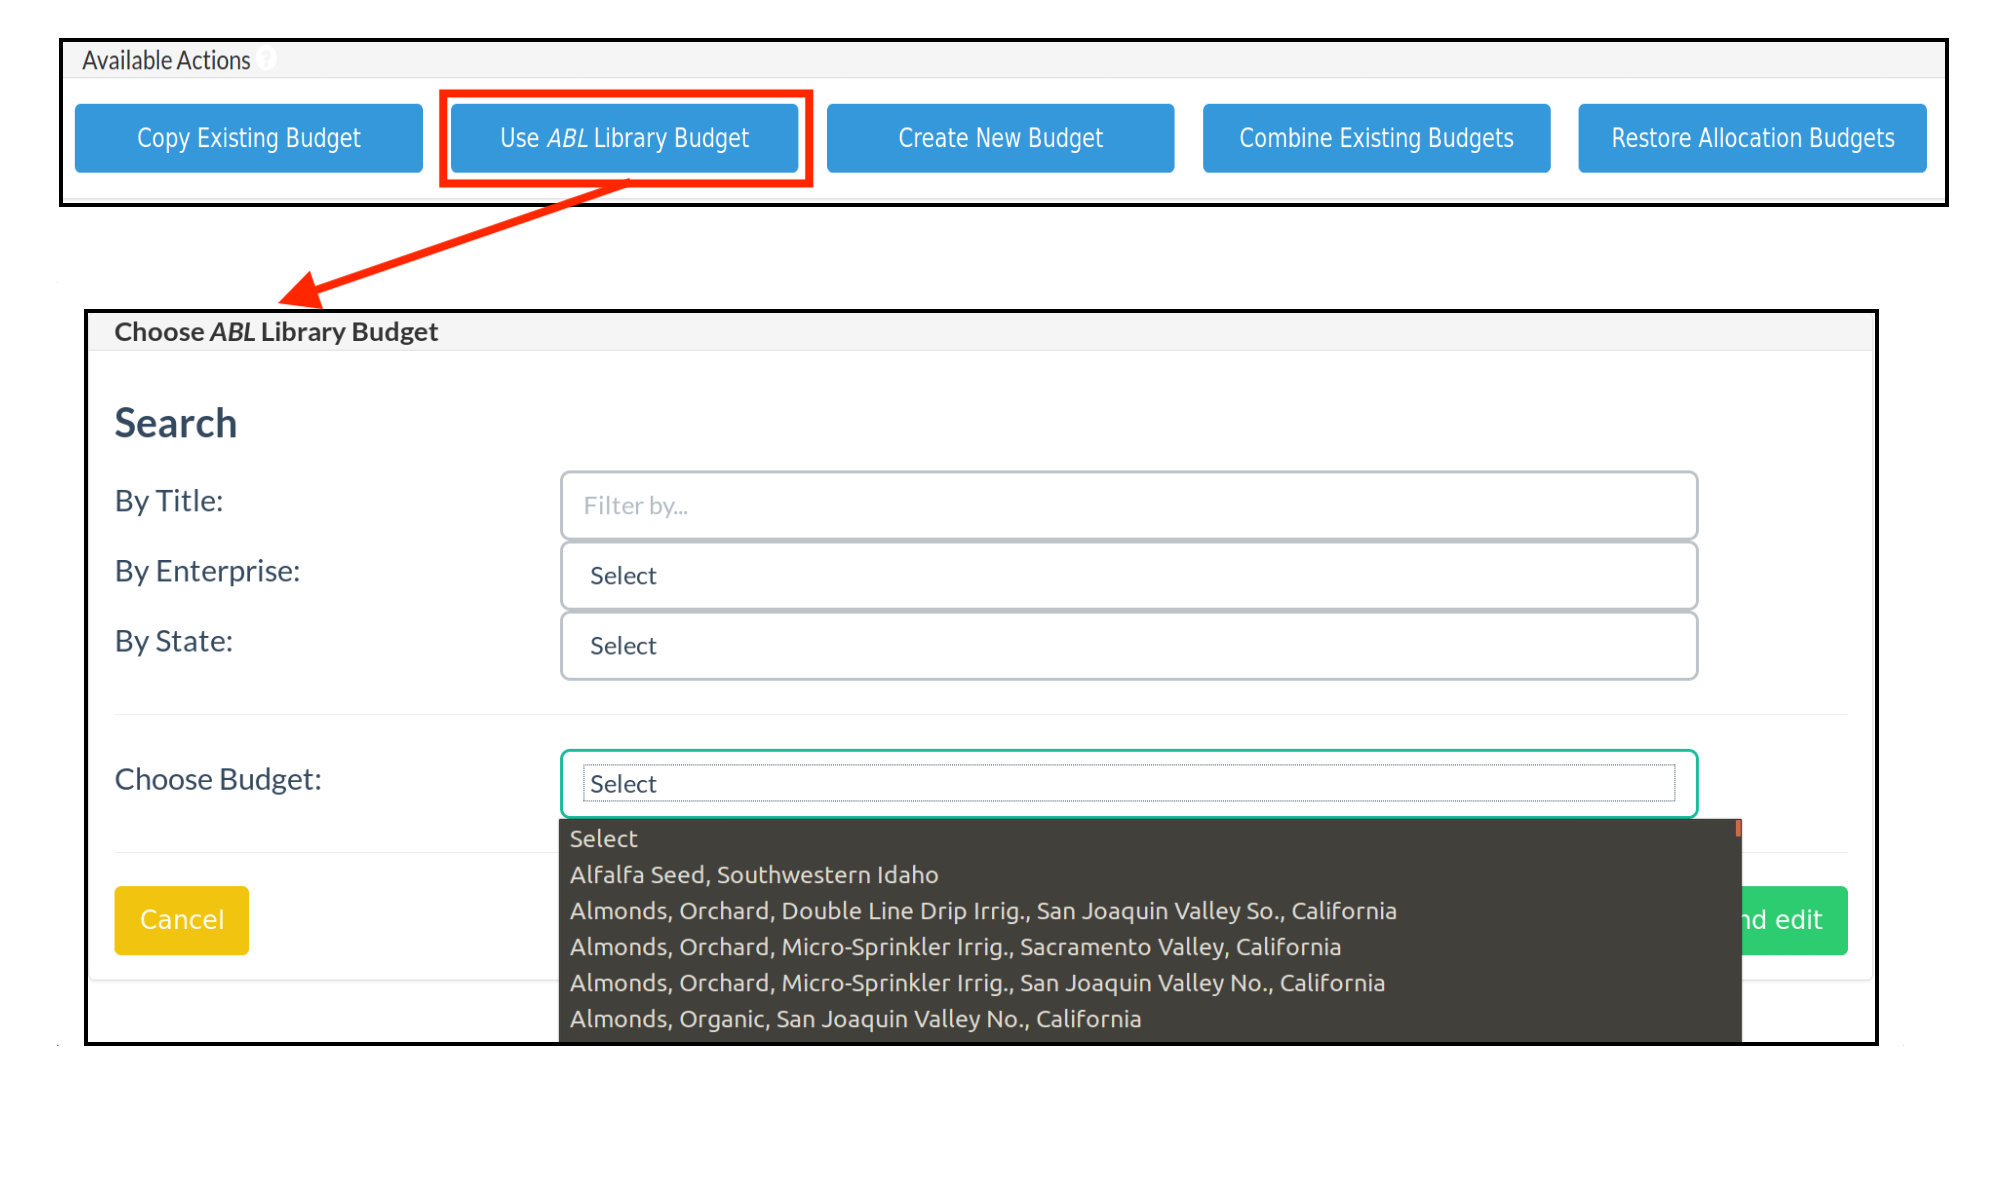 Available Actions ?
Copy Existing Budget Use ABL Library Budget Create New Budget Combine Existing Budgets Restore Allocation Budgets
Choose ABL Library Budget
Search
By Title: Filter by...
By Enterprise: Select
By State: Select
Choose Budget: Select
Select
Alfalfa Seed, Southwestern Idaho
Almonds, Orchard, Double Line Drip Irrig., San Joaquin Valley So., California
Cancel nd edit
Almonds, Orchard, Micro-Sprinkler Irrig., Sacramento Valley, California
Almonds, Orchard, Micro-Sprinkler Irrig., San Joaquin Valley No., California
Almonds, Organic, San Joaquin Valley No., California